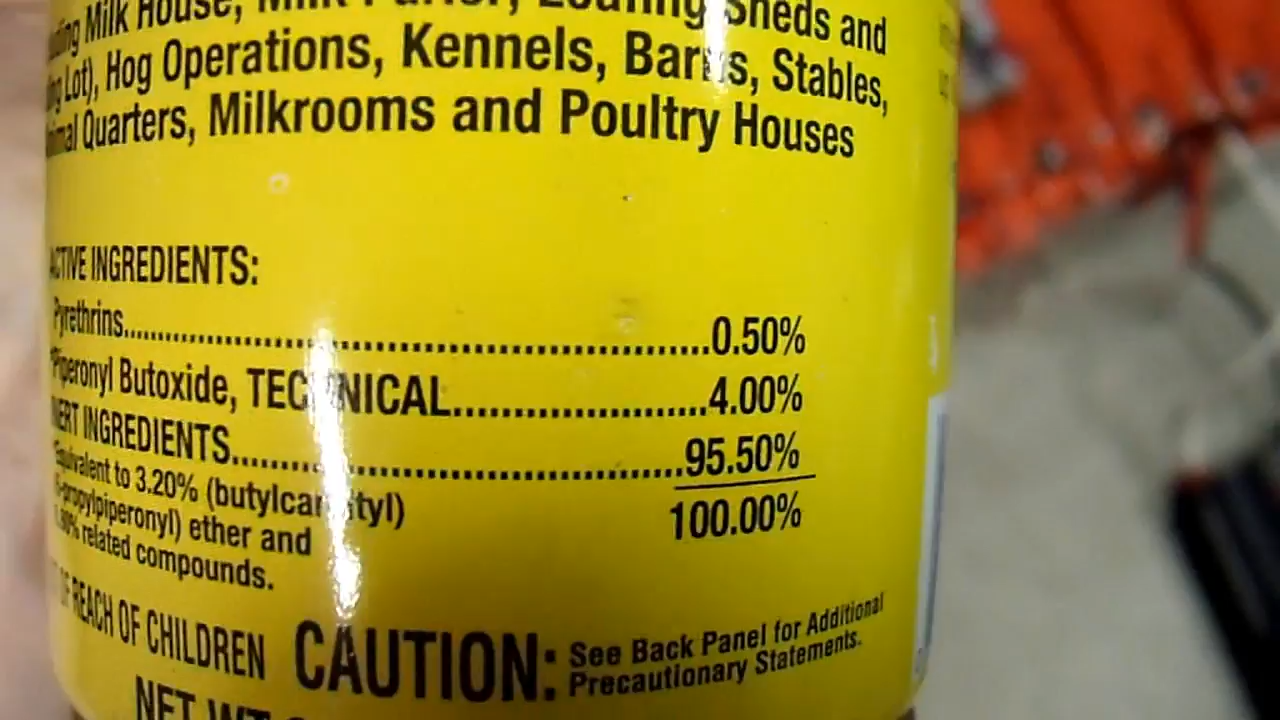 Milk House, Milk Parlor, Loafing Sheds and
Lot), Hog Operations, Kennels, Barns, Stables,
Quarters, Milkrooms and Poultry Houses
ACTIVE INGREDIENTS:
Pyrethrins..........0.50%
*Piperonyl Butoxide, TECHNICAL..........4.00%
INERT INGREDIENTS..........95.50%
100.00%
*Equivalent to 3.20% (butylcarbityl)
(6-propylpiperonyl) ether and
0.80% related compounds.
OF REACH OF CHILDREN CAUTION: See Back Panel for Additional
Precautionary Statements.
NET WT